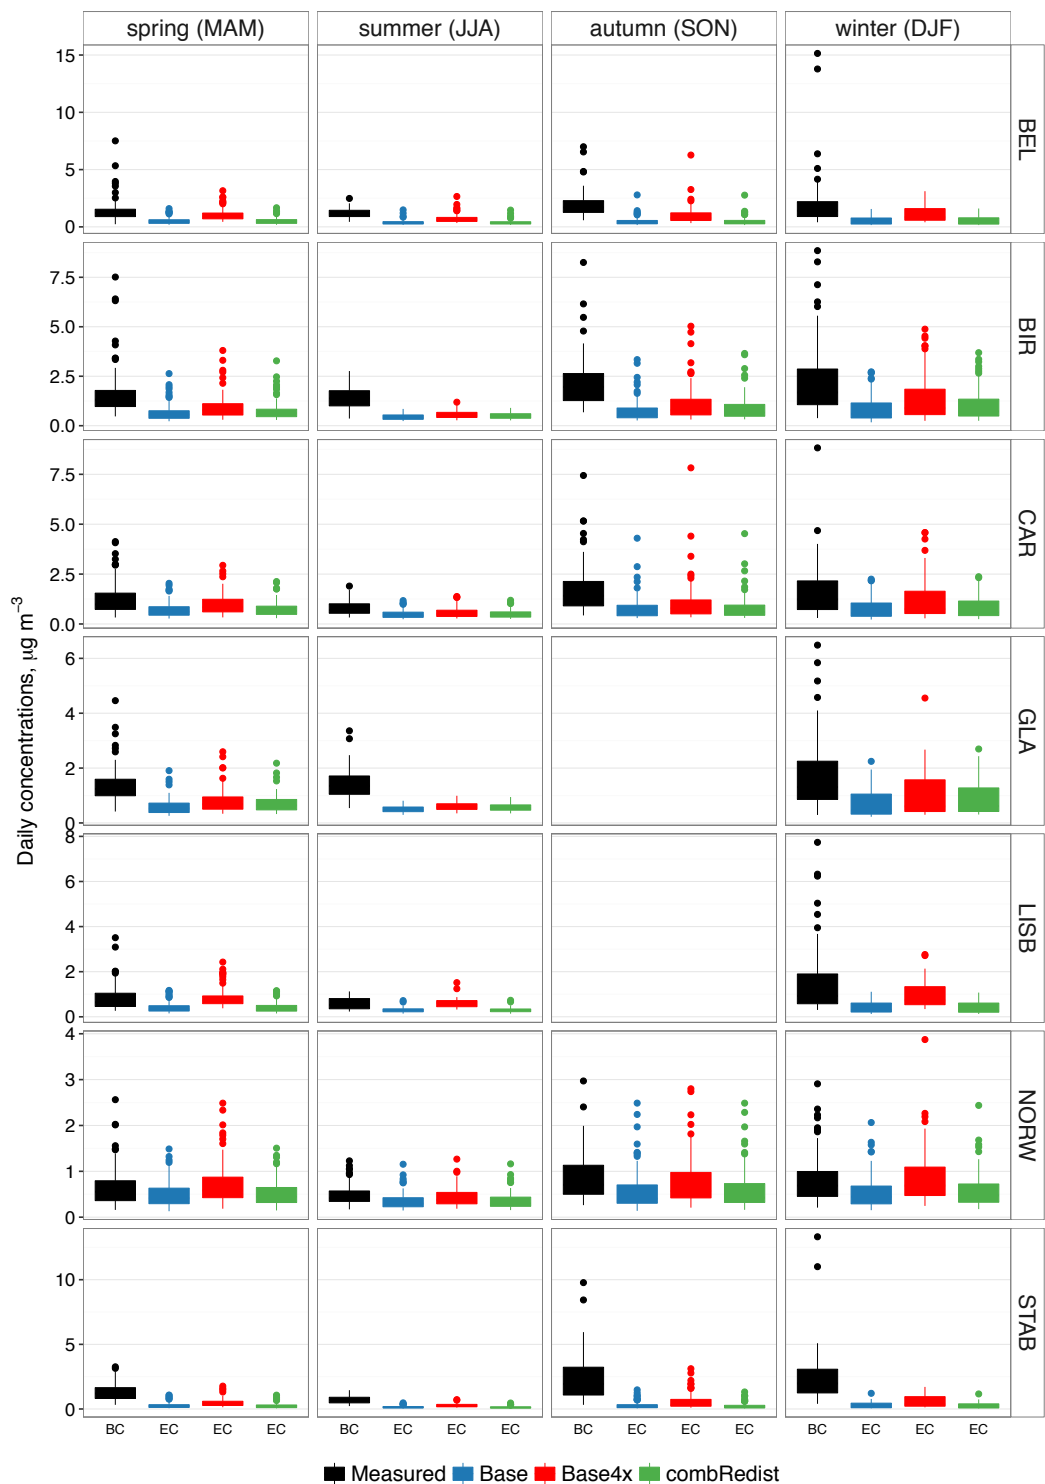 spring (MAM) summer (JJA) autumn (SON) winter (DJF)
15
10
5
0
BEL
7.5
5.0
2.5
0.0
BIR
7.5
5.0
2.5
0.0
CAR
6
4
2
0
GLA
8
6
4
2
0
LISB
4
3
2
1
0
NORW
10
5
0
STAB
Daily concentrations, μg m⁻³
BC EC EC EC BC EC EC EC BC EC EC EC BC EC EC EC
Measured Base Base4x combRedist